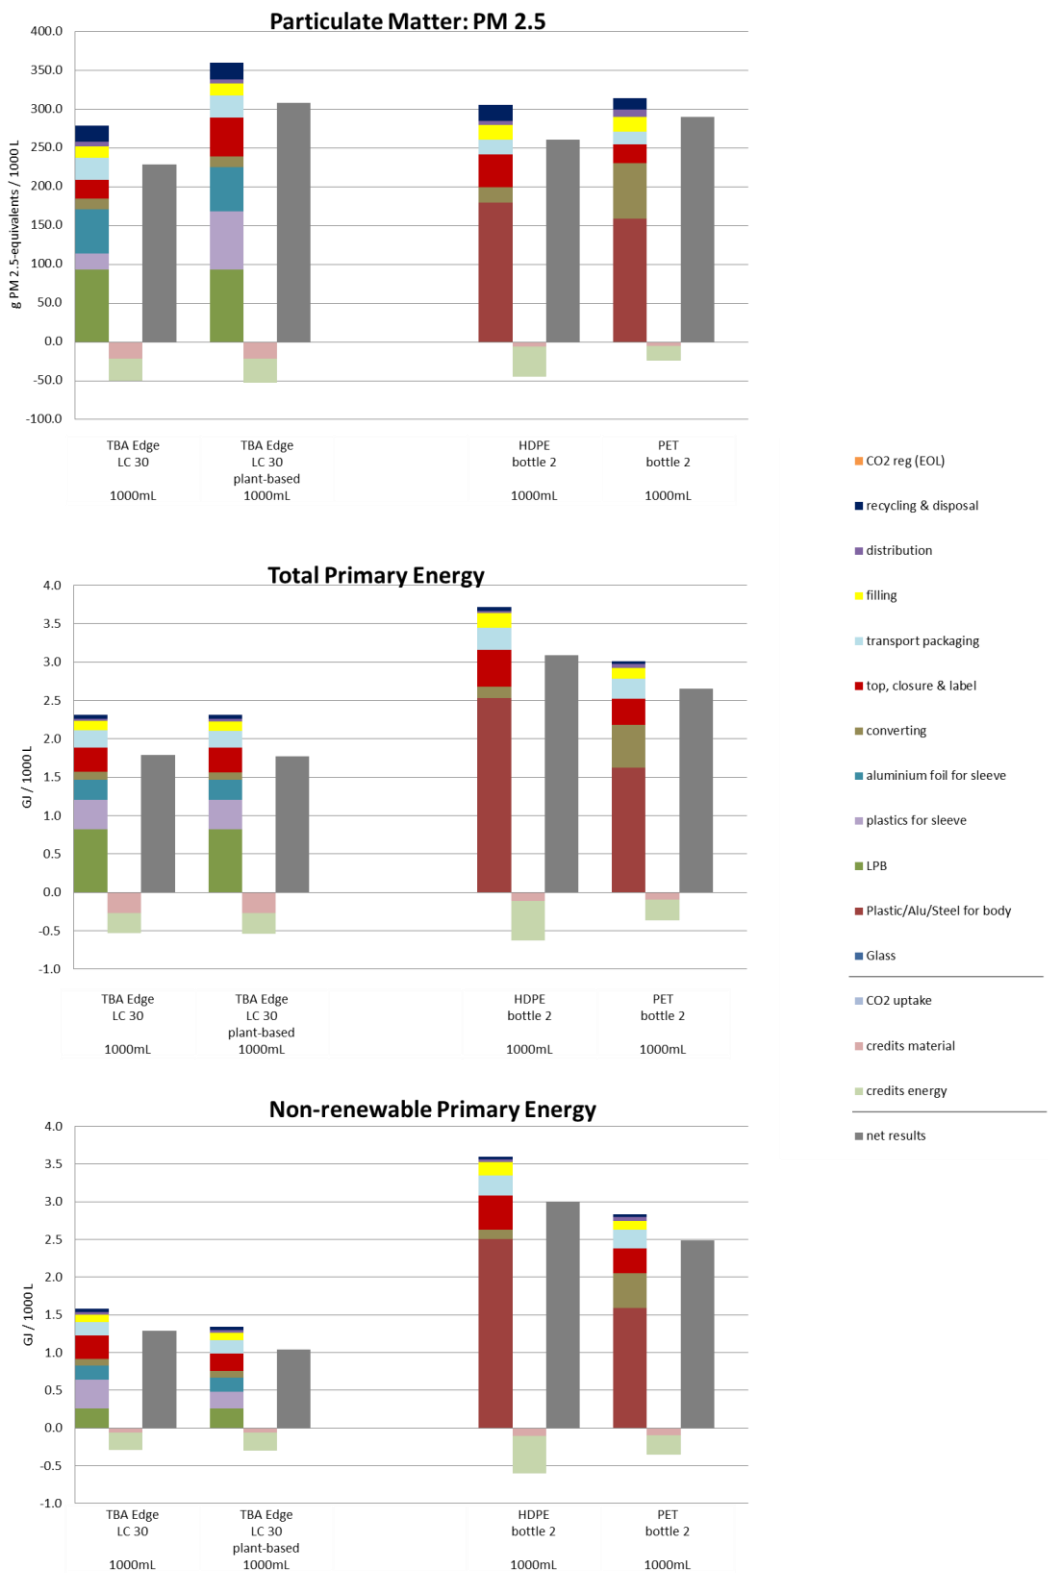 Particulate Matter: PM 2.5
400.0
350.0
300.0
250.0
200.0
150.0
100.0
50.0
0.0
-50.0
-100.0
g PM 2.5-equivalents / 1000 L
TBA Edge
LC 30
1000mL
TBA Edge
LC 30
plant-based
1000mL
HDPE
bottle 2
1000mL
PET
bottle 2
1000mL
Total Primary Energy
4.0
3.5
3.0
2.5
2.0
1.5
1.0
0.5
0.0
-0.5
-1.0
GJ / 1000 L
TBA Edge
LC 30
1000mL
TBA Edge
LC 30
plant-based
1000mL
HDPE
bottle 2
1000mL
PET
bottle 2
1000mL
Non-renewable Primary Energy
4.0
3.5
3.0
2.5
2.0
1.5
1.0
0.5
0.0
-0.5
-1.0
GJ / 1000 L
TBA Edge
LC 30
1000mL
TBA Edge
LC 30
plant-based
1000mL
HDPE
bottle 2
1000mL
PET
bottle 2
1000mL
CO2 reg (EOL)
recycling & disposal
distribution
filling
transport packaging
top, closure & label
converting
aluminium foil for sleeve
plastics for sleeve
LPB
Plastic/Alu/Steel for body
Glass
CO2 uptake
credits material
credits energy
net results